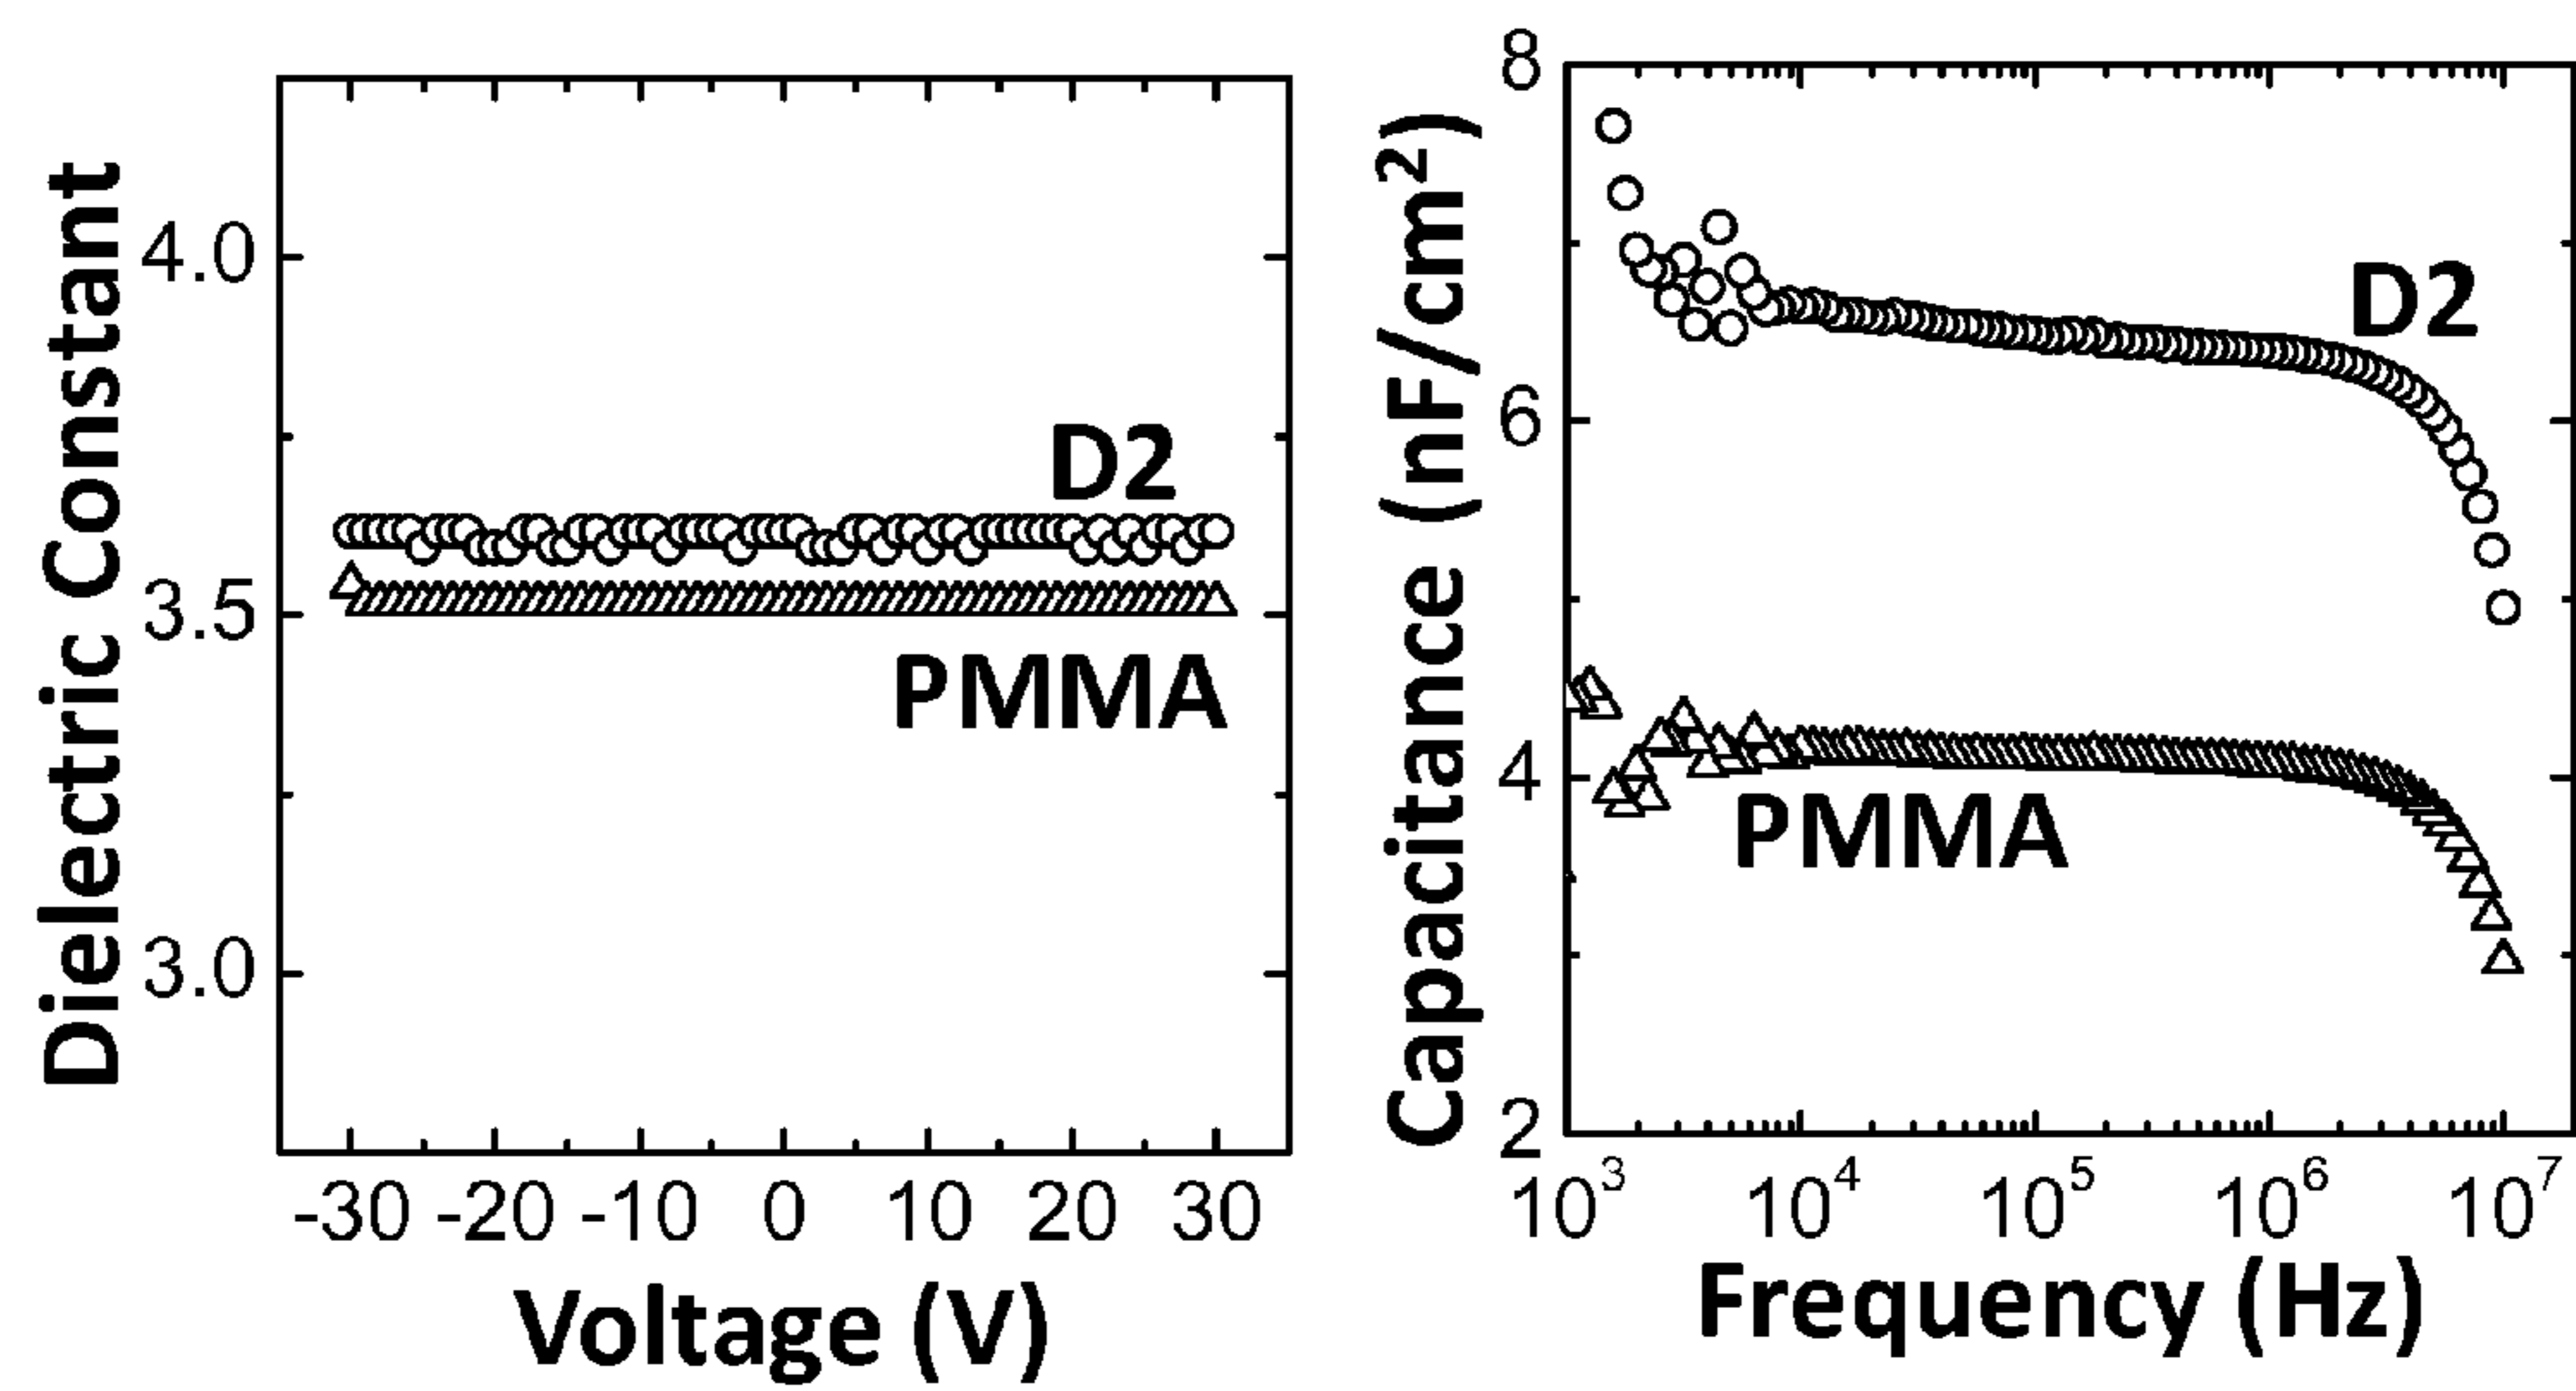 Dielectric Constant
4.0
3.5
3.0
D2
PMMA
-30 -20 -10 0 10 20 30
Voltage (V)
Capacitance (nF/cm²)
8
6
4
2
D2
PMMA
10³ 10⁴ 10⁵ 10⁶ 10⁷
Frequency (Hz)